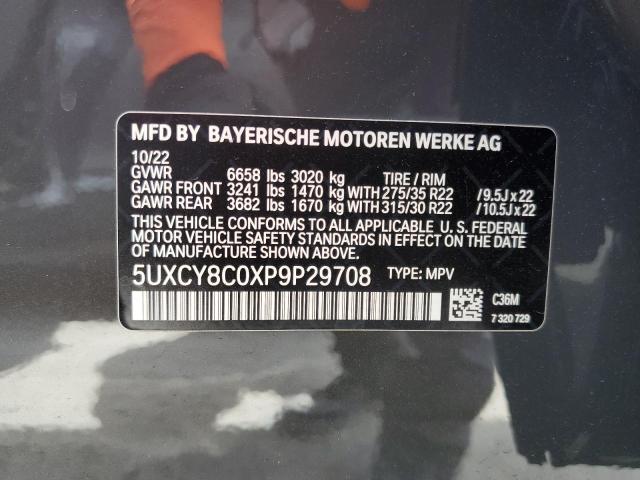 MFD BY BAYERISCHE MOTOREN WERKE AG
10/22
GVWR 6658 lbs 3020 kg TIRE / RIM
GAWR FRONT 3241 lbs 1470 kg WITH 275/35 R22 / 9.5J x 22
GAWR REAR 3682 lbs 1670 kg WITH 315/30 R22 / 10.5J x 22
THIS VEHICLE CONFORMS TO ALL APPLICABLE U. S. FEDERAL
MOTOR VEHICLE SAFETY STANDARDS IN EFFECT ON THE DATE OF
MANUFACTURE SHOWN ABOVE.
5UXCY8C0XP9P29708 TYPE: MPV
C36M
7 320 729